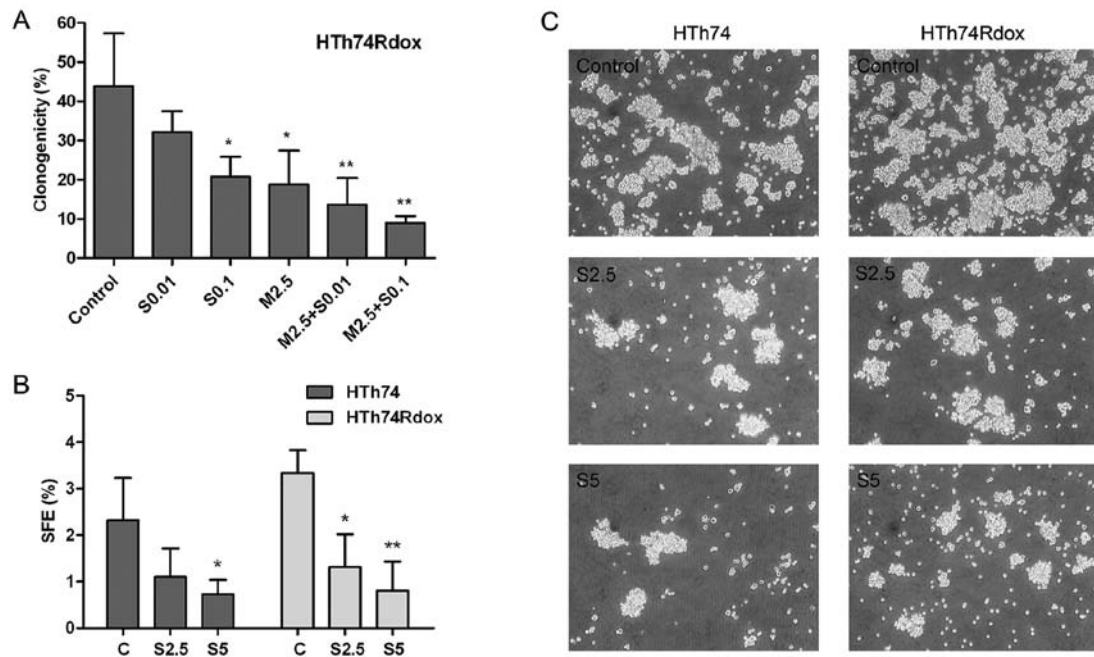 A
HTh74Rdox
Clonogenicity (%)
60
50
40
30
20
10
0
*
*
**
**
Control
S0.01
S0.1
M2.5
M2.5+S0.01
M2.5+S0.1
B
HTh74
HTh74Rdox
SFE (%)
5
4
3
2
1
0
*
*
**
C
S2.5
S5
C
S2.5
S5
C
HTh74
HTh74Rdox
Control
Control
S2.5
S2.5
S5
S5